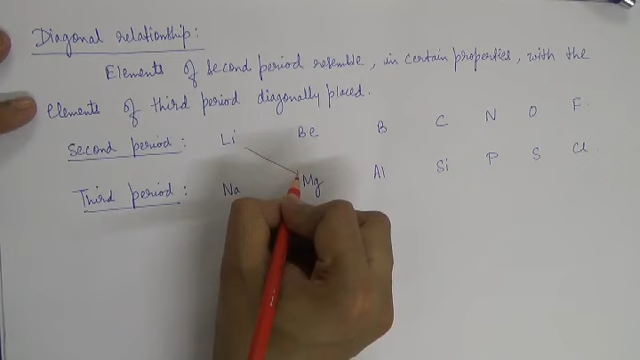 Diagonal relationship:
Elements of second period resemble, in certain properties, with the
elements of third period diagonally placed.
Second period: Li Be B C N O F
Third period: Na Mg Al Si P S Cl